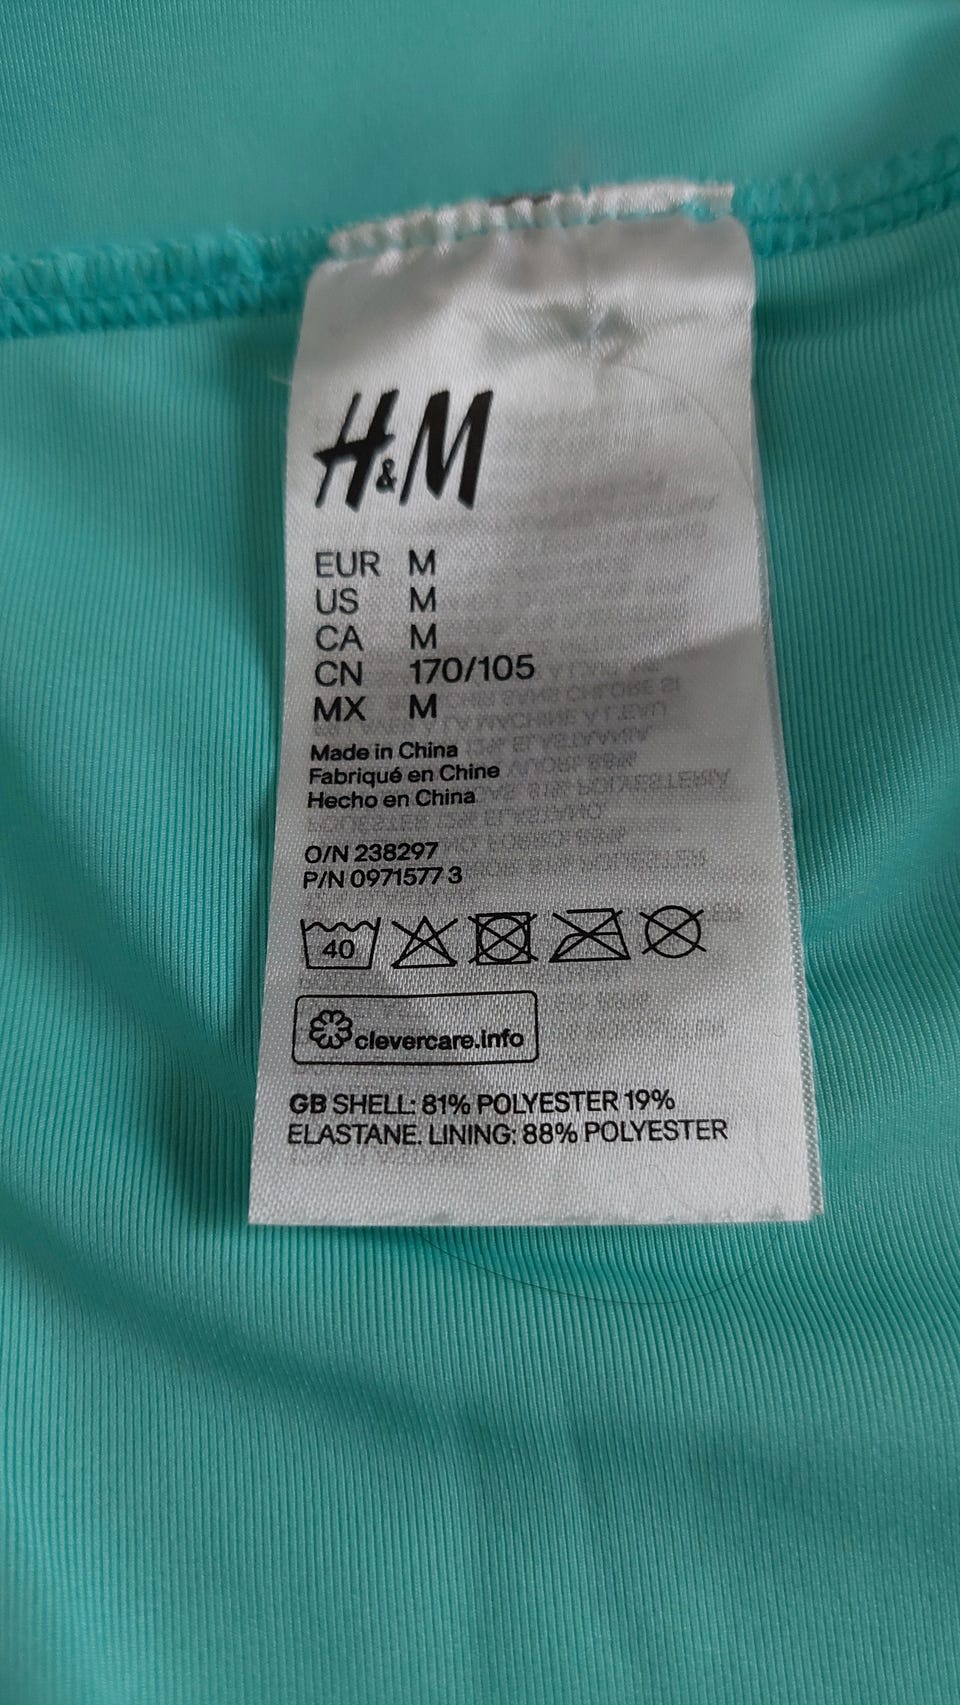 H&M
EUR M
US M
CA M
CN 170/105
MX M
Made in China
Fabriqué en Chine
Hecho en China
O/N 238297
P/N 0971577 3
40
clevercare.info
GB SHELL: 81% POLYESTER 19%
ELASTANE. LINING: 88% POLYESTER